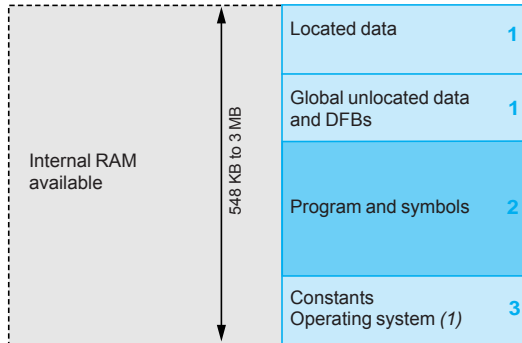 Located data 1
Global unlocated data
and DFBs 1
Internal RAM
available
548 KB to 3 MB
Program and symbols 2
Constants
Operating system (1) 3